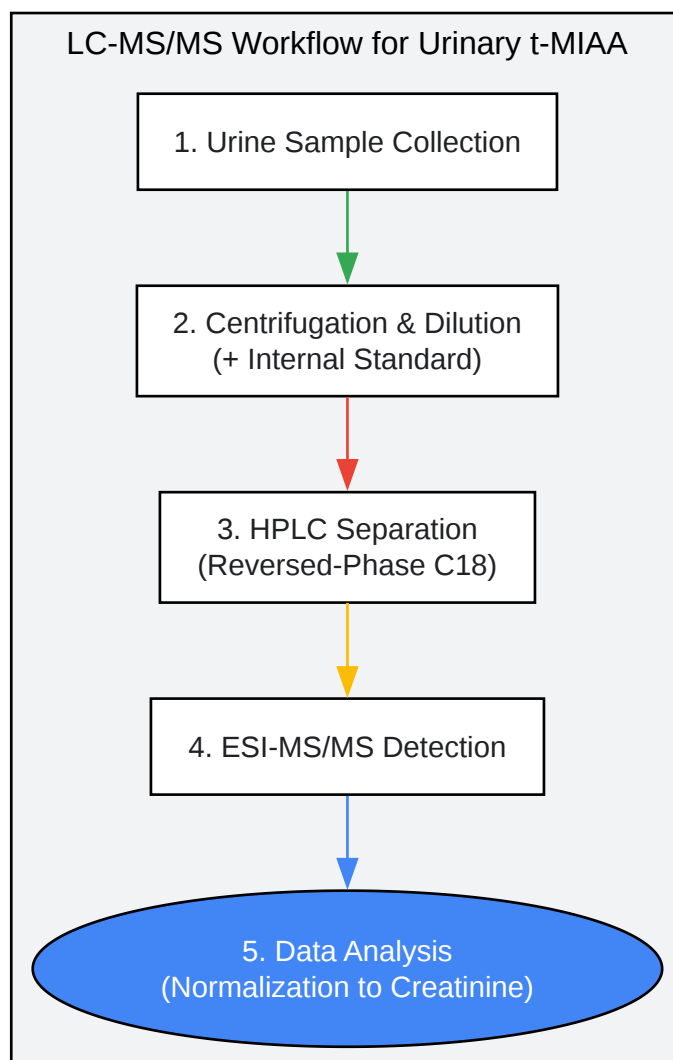 LC-MS/MS Workflow for Urinary t-MIAA
1. Urine Sample Collection
2. Centrifugation & Dilution
(+ Internal Standard)
3. HPLC Separation
(Reversed-Phase C18)
4. ESI-MS/MS Detection
5. Data Analysis
(Normalization to Creatinine)